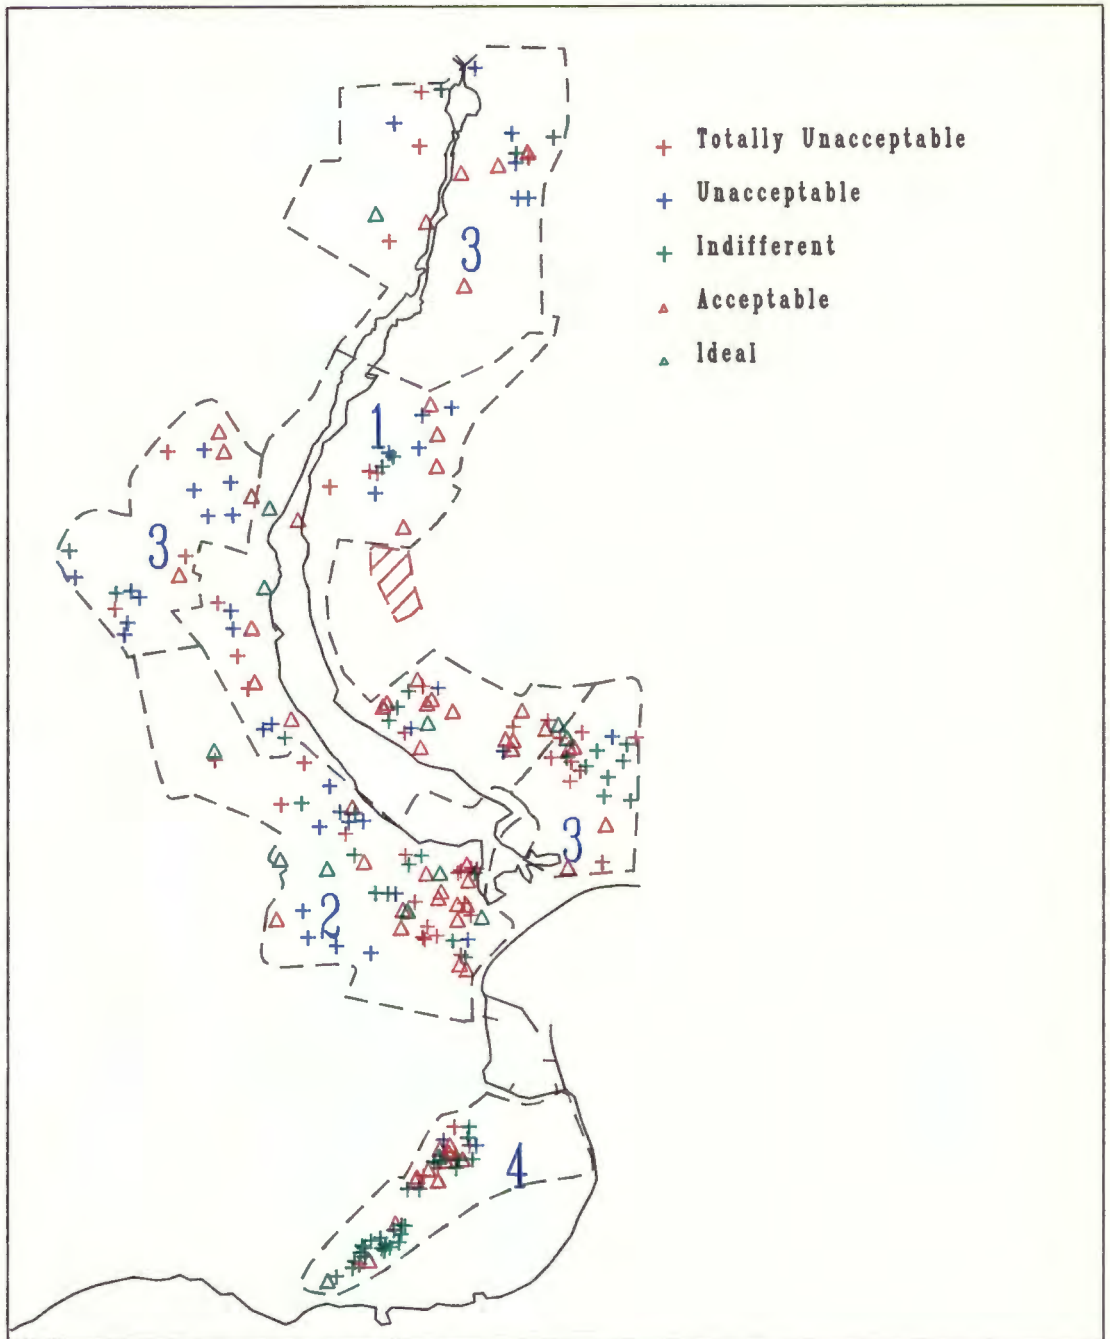 Totally Unacceptable
Unacceptable
3
Indifferent
Acceptable
Ideal
1
3
3
2
4